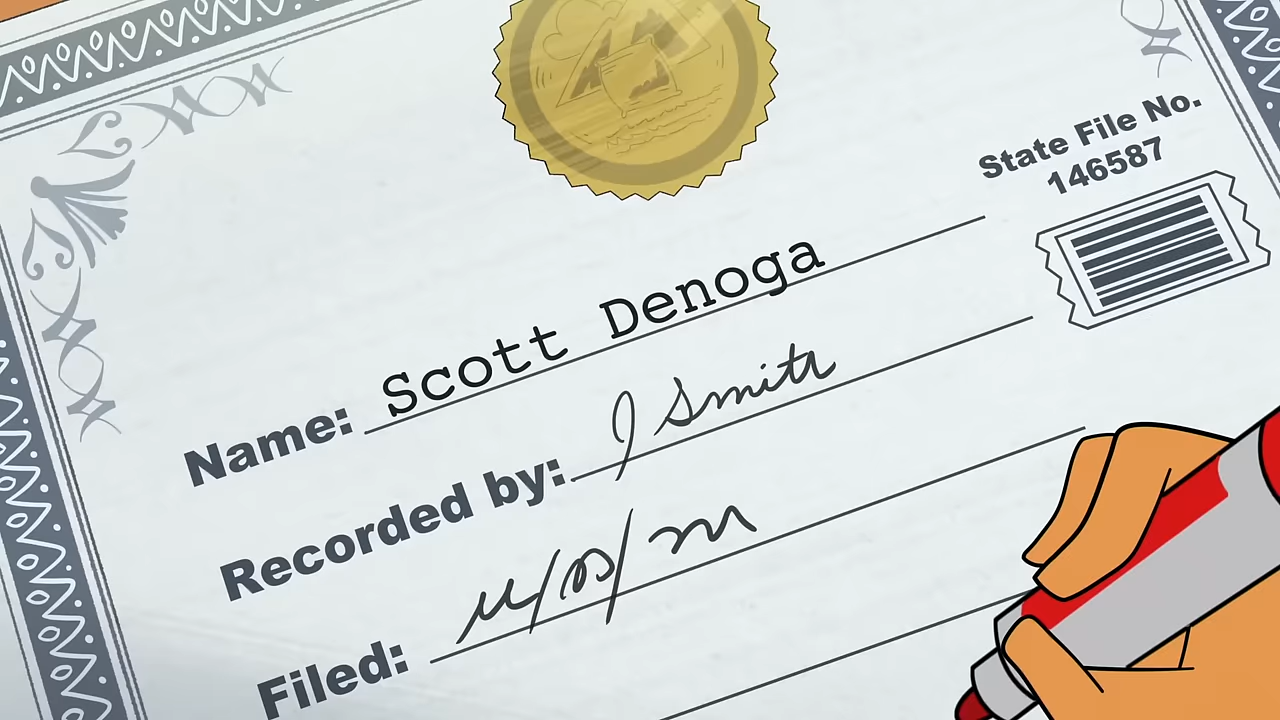 State File No.
146587
Name: Scott Denoga
Recorded by: J Smith
Filed: